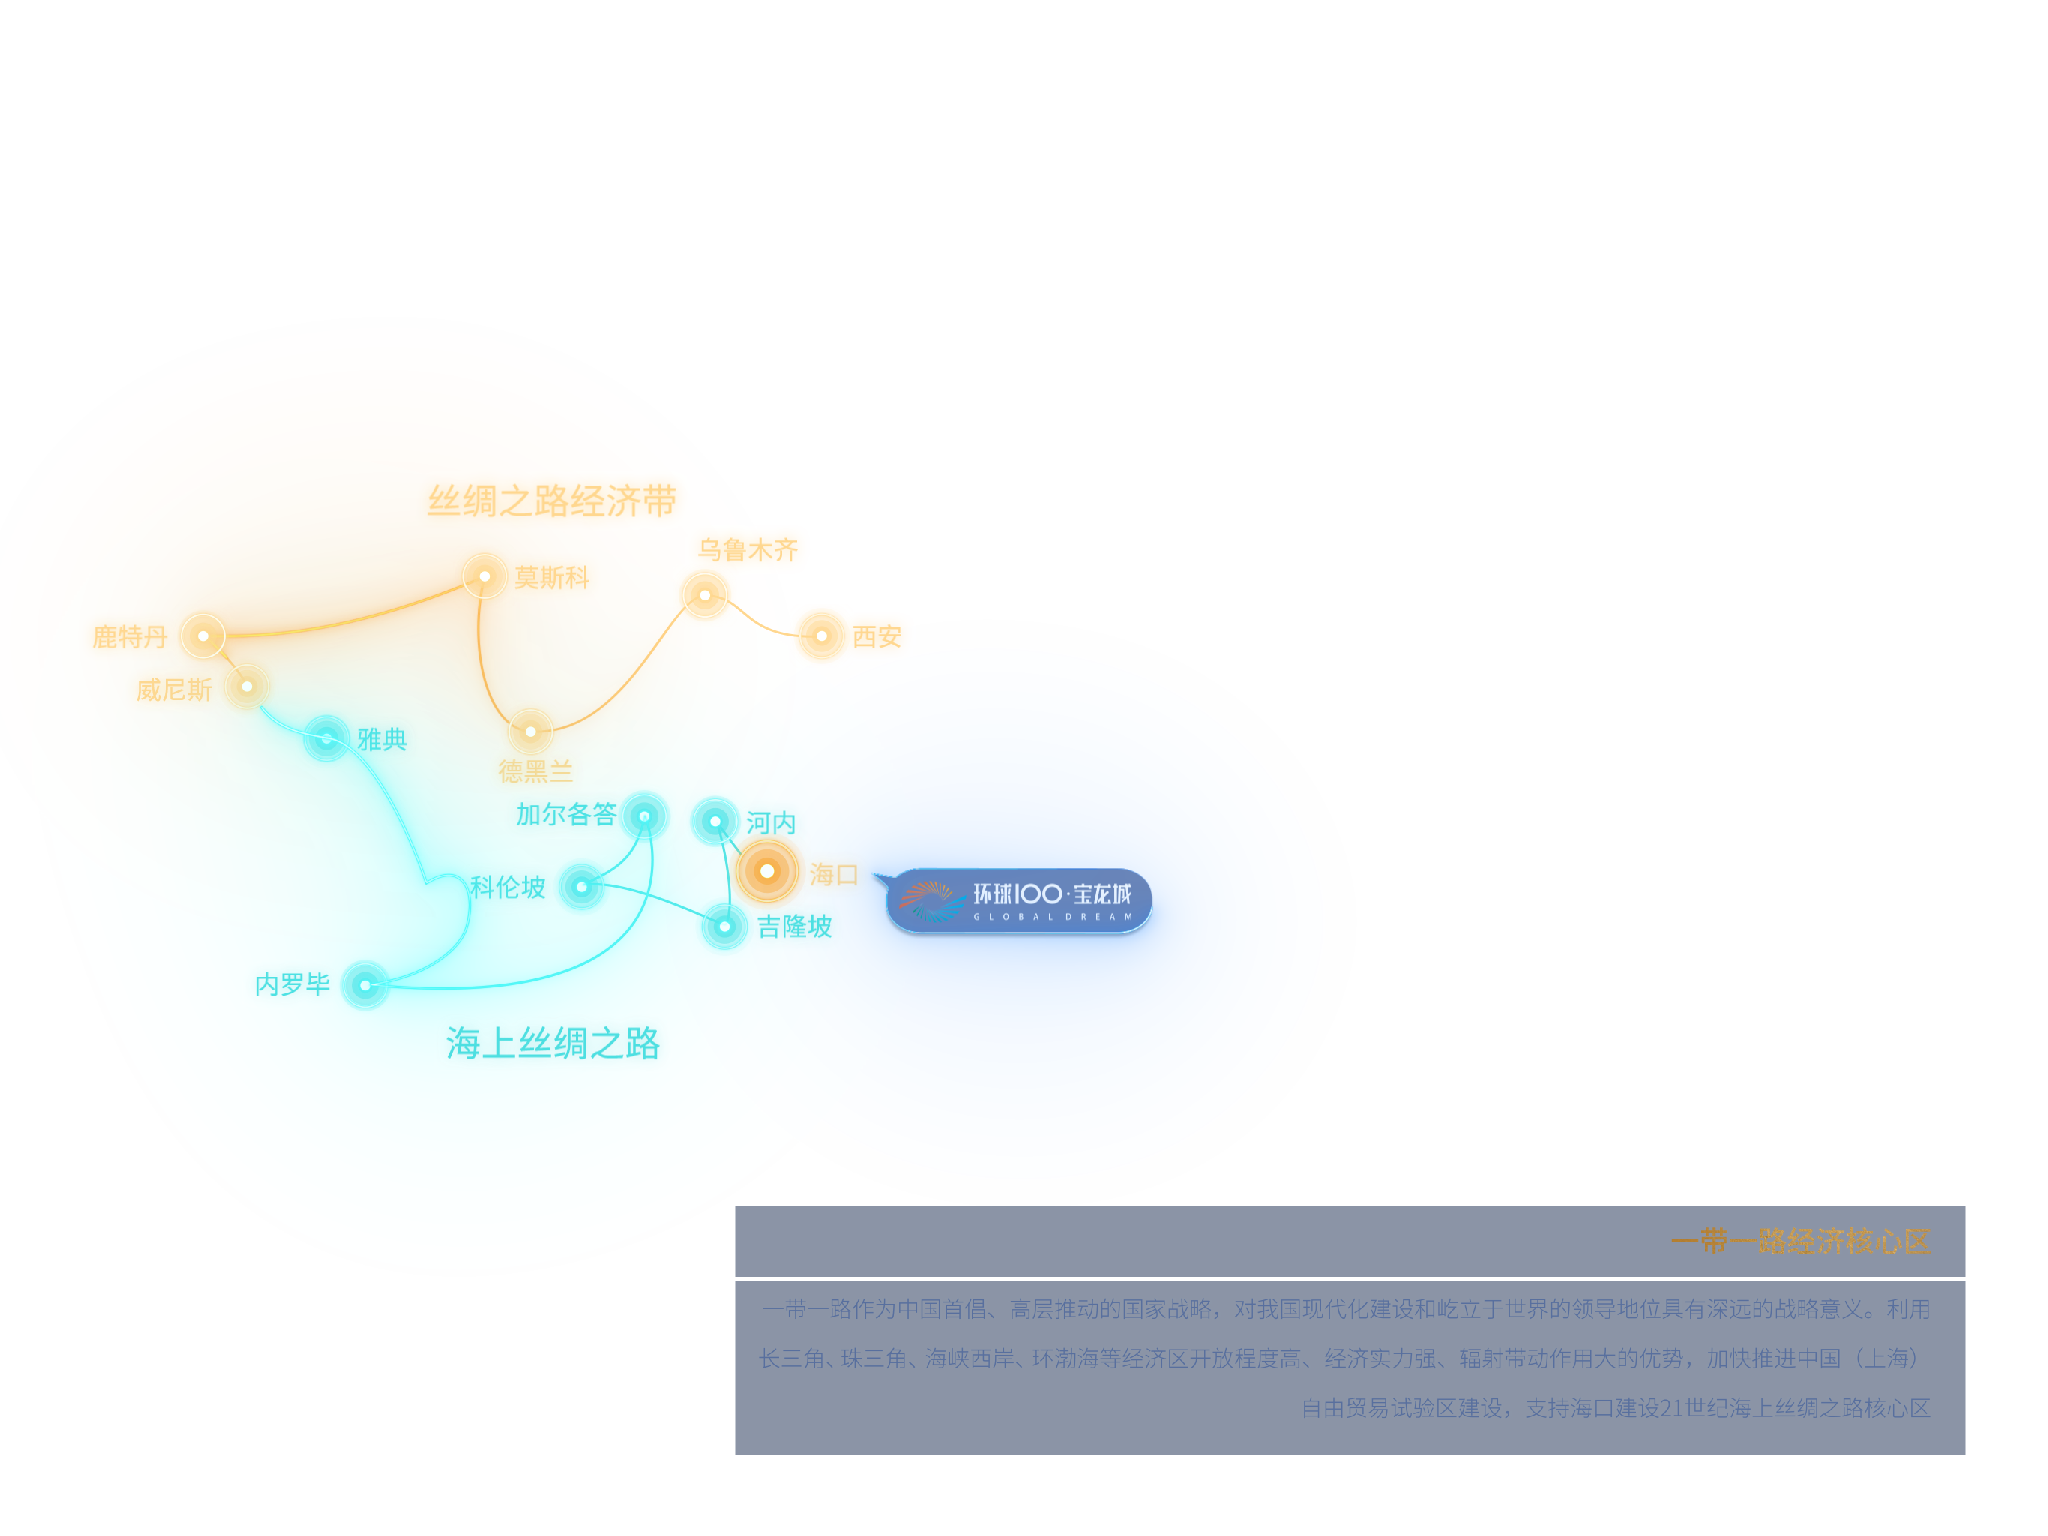 丝绸之路经济带
乌鲁木齐
莫斯科
鹿特丹
西安
威尼斯
雅典
德黑兰
加尔各答
河内
海口
科伦坡
环球100·宝龙城
GLOBAL DREAM
吉隆坡
内罗毕
海上丝绸之路
一带一路经济核心区
一带一路作为中国首倡、高层推动的国家战略，对我国现代化建设和屹立于世界的领导地位具有深远的战略意义。利用
长三角、珠三角、海峡西岸、环渤海等经济区开放程度高、经济实力强、辐射带动作用大的优势，加快推进中国（上海）
自由贸易试验区建设，支持海口建设21世纪海上丝绸之路核心区